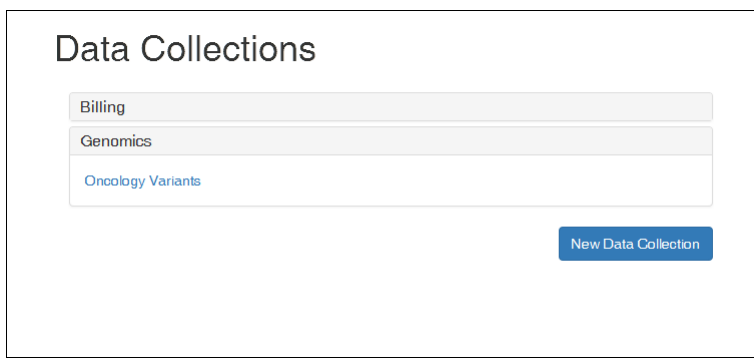 Data Collections
Billing
Genomics
Oncology Variants
New Data Collection